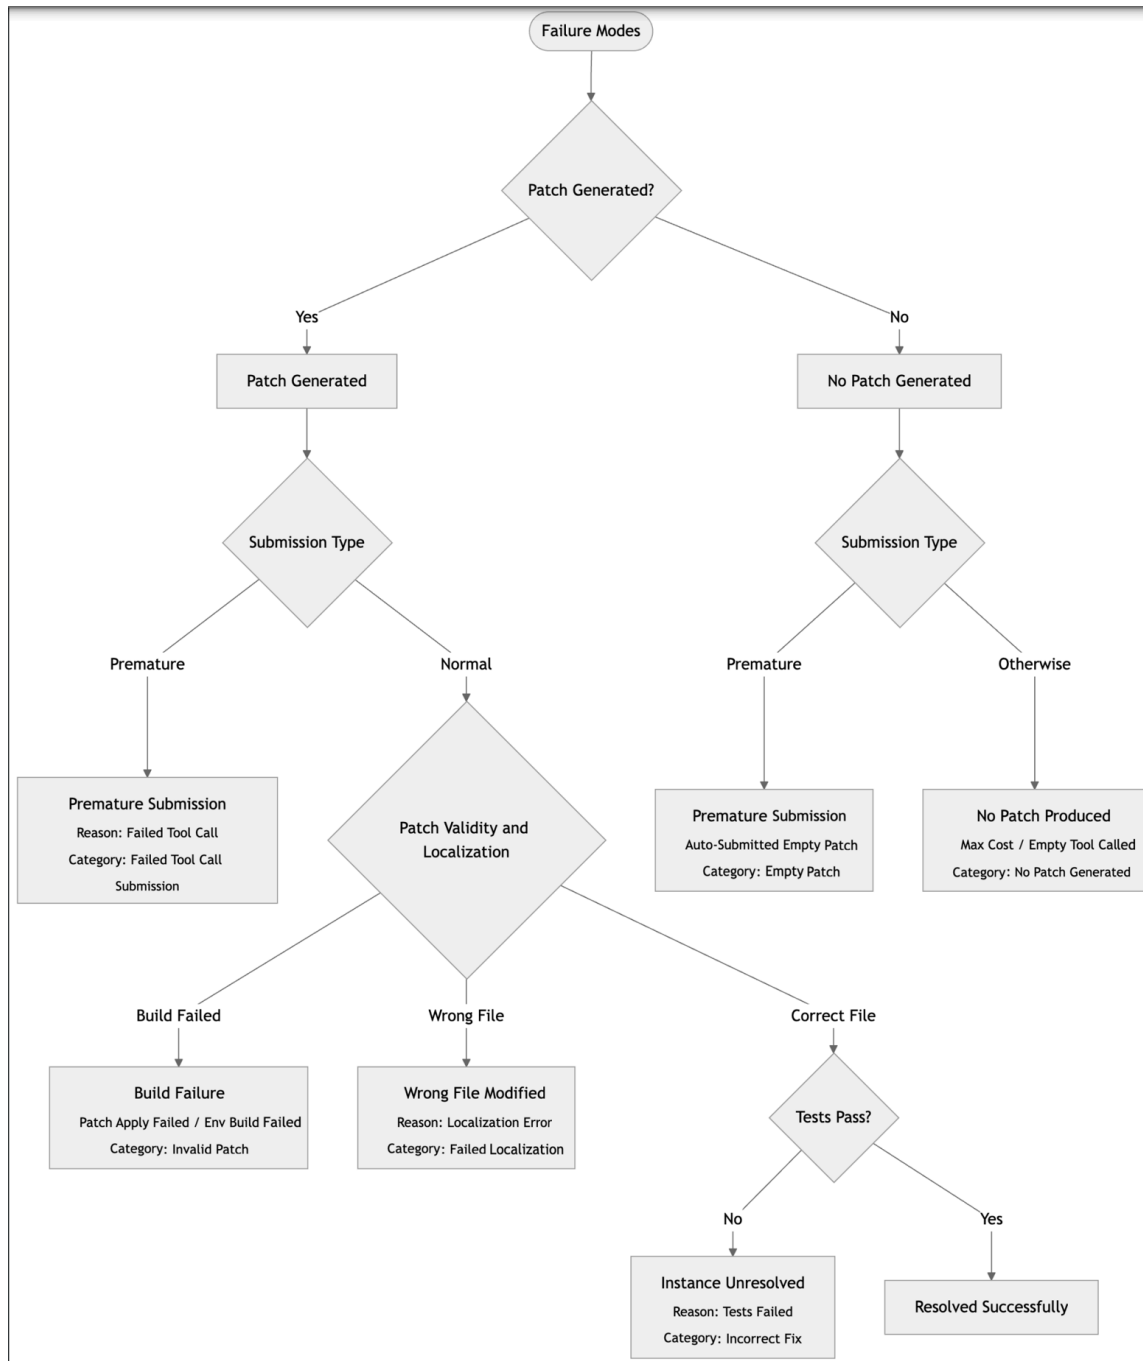 Failure Modes
Patch Generated?
Yes
No
Patch Generated
No Patch Generated
Submission Type
Submission Type
Premature
Normal
Premature
Otherwise
Premature Submission
Reason: Failed Tool Call
Category: Failed Tool Call
Submission
Patch Validity and
Localization
Premature Submission
Auto-Submitted Empty Patch
Category: Empty Patch
No Patch Produced
Max Cost / Empty Tool Called
Category: No Patch Generated
Build Failed
Wrong File
Correct File
Build Failure
Patch Apply Failed / Env Build Failed
Category: Invalid Patch
Wrong File Modified
Reason: Localization Error
Category: Failed Localization
Tests Pass?
No
Yes
Instance Unresolved
Reason: Tests Failed
Category: Incorrect Fix
Resolved Successfully